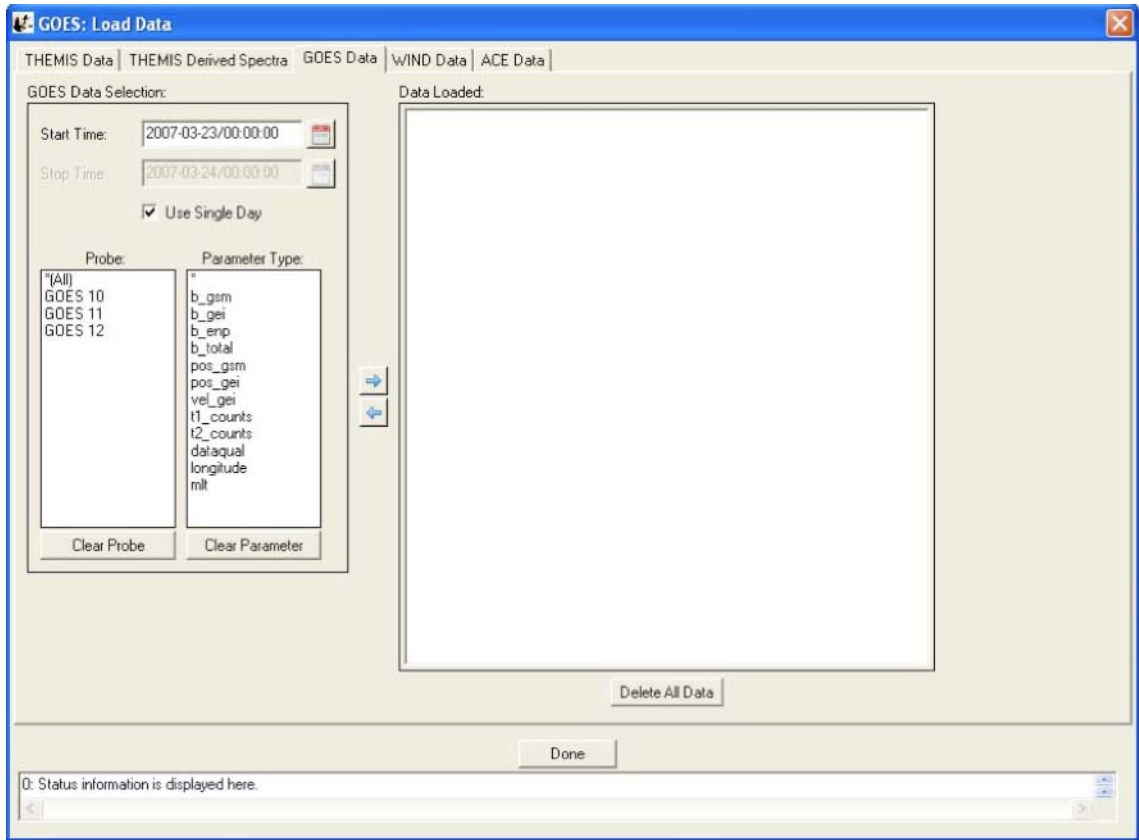 GOES: Load Data
THEMIS Data THEMIS Derived Spectra GOES Data WIND Data ACE Data
GOES Data Selection:
Data Loaded:
Start Time: 2007-03-23/00:00:00
Stop Time: 2007-03-24/00:00:00
Use Single Day
Probe:
*(All)
GOES 10
GOES 11
GOES 12
Clear Probe
Parameter Type:
*
b_gsm
b_gei
b_enp
b_total
pos_gsm
pos_gei
vel_gei
t1_counts
t2_counts
dataqual
longitude
mlt
Clear Parameter
Delete All Data
Done
0: Status information is displayed here.